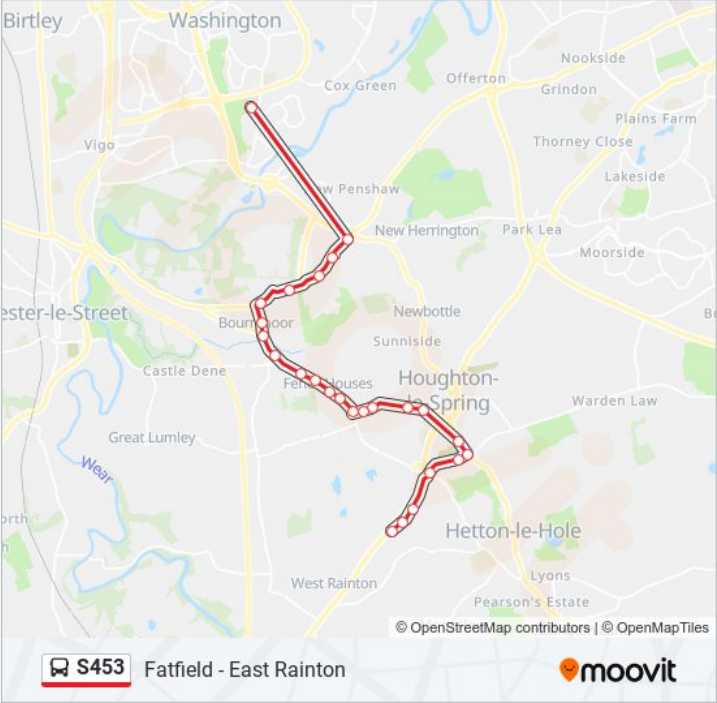 Birtley
Washington
Nookside
Offerton
Cox Green
Grindon
Plains Farm
Vigo
Thorney Close
Lakeside
ow Penshaw
New Herrington
Park Lea
Moorside
ester-le-Street
Bournmoor
Newbottle
Sunniside
Castle Dene
Fence Houses
Houghton-
le-Spring
Warden Law
Great Lumley
Wear
orth
h
Hetton-le-Hole
West Rainton
Lyons
Pearson's Estate
© OpenStreetMap contributors | © OpenMapTiles
S453 Fatfield - East Rainton
moovit